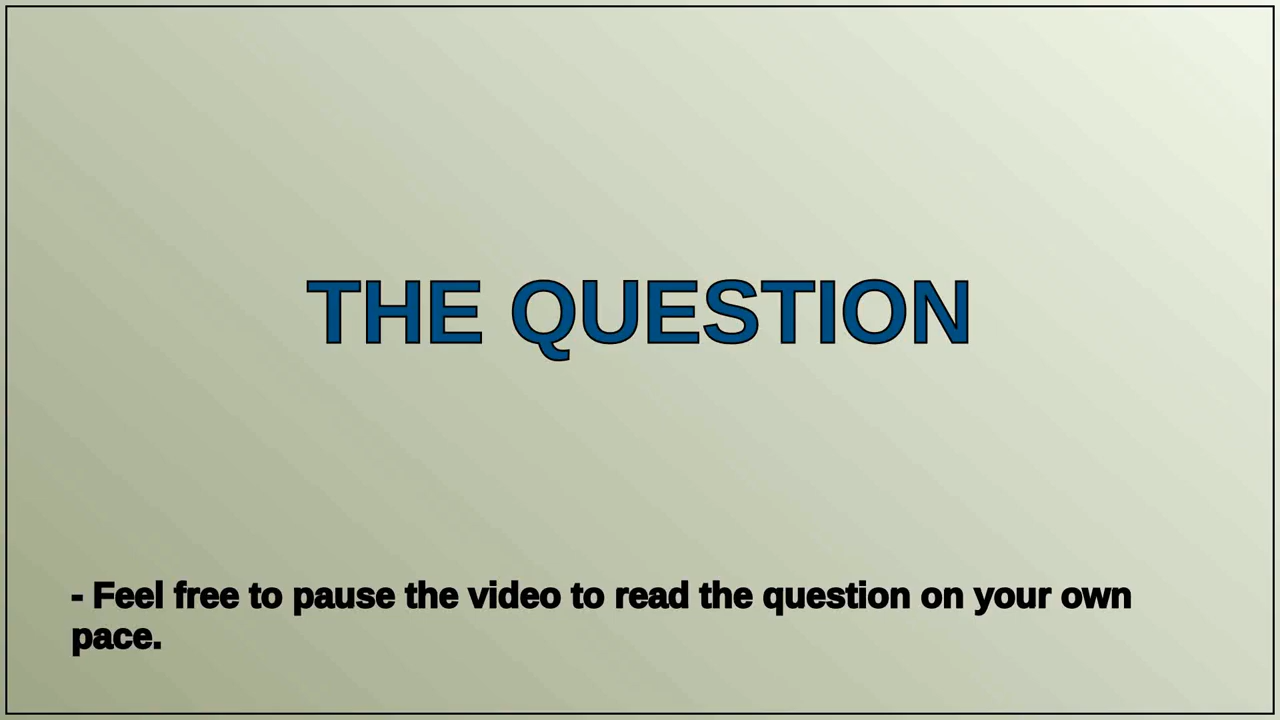 THE QUESTION
- Feel free to pause the video to read the question on your own
pace.